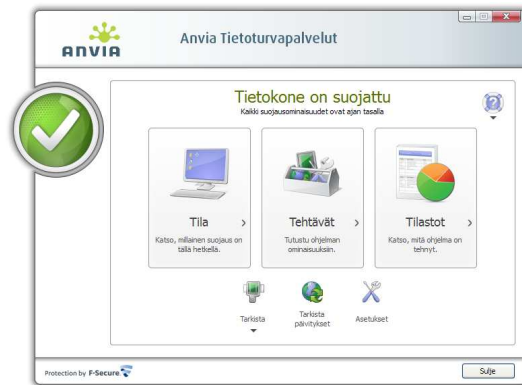 ANVIA
Anvia Tietoturvapalvelut
Tietokone on suojattu
Kaikki suojausominaisuudet ovat ajan tasalla
Tila >
Katso, millainen suojaus on
tällä hetkellä.
Tehtävät >
Tutustu ohjelman
ominaisuuksiin.
Tilastot >
Katso, mitä ohjelma on
tehnyt.
Tarkista
Tarkista
päivitykset
Asetukset
Protection by F-Secure
Sulje